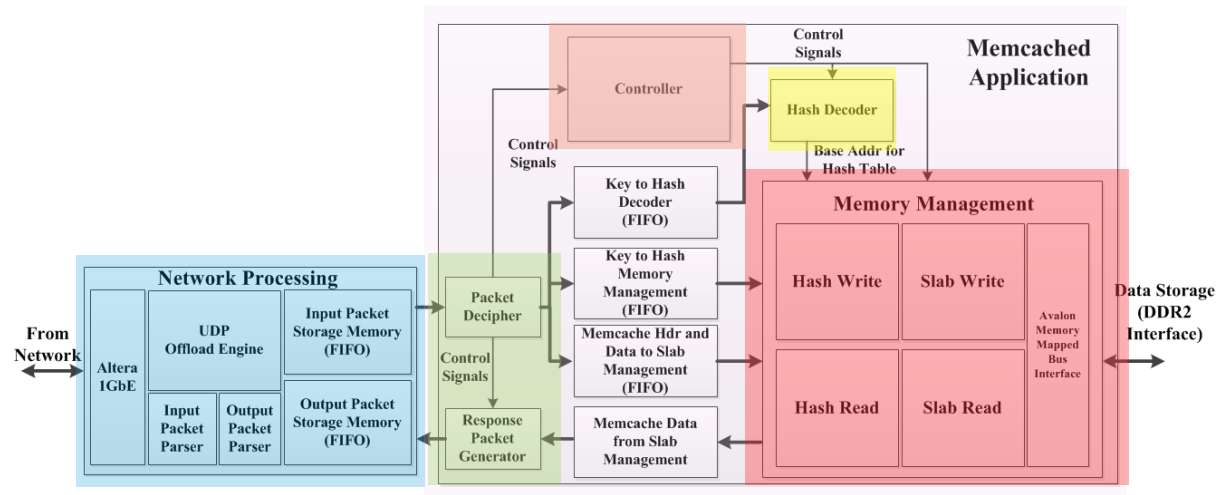 Memcached
Application
Control
Signals
Controller
Hash Decoder
Control
Signals
Base Addr for
Hash Table
Key to Hash
Decoder
(FIFO)
Memory Management
Hash Write
Slab Write
Hash Read
Slab Read
Avalon
Memory
Mapped
Bus
Interface
Key to Hash
Memory
Management
(FIFO)
Memcache Hdr and
Data to Slab
Management
(FIFO)
Memcache Data
from Slab
Management
Packet
Decipher
Control
Signals
Response
Packet
Generator
Network Processing
Altera
1GbE
UDP
Offload Engine
Input Packet
Storage Memory
(FIFO)
Input
Packet
Parser
Output
Packet
Parser
Output Packet
Storage Memory
(FIFO)
From
Network
Data Storage
(DDR2
Interface)